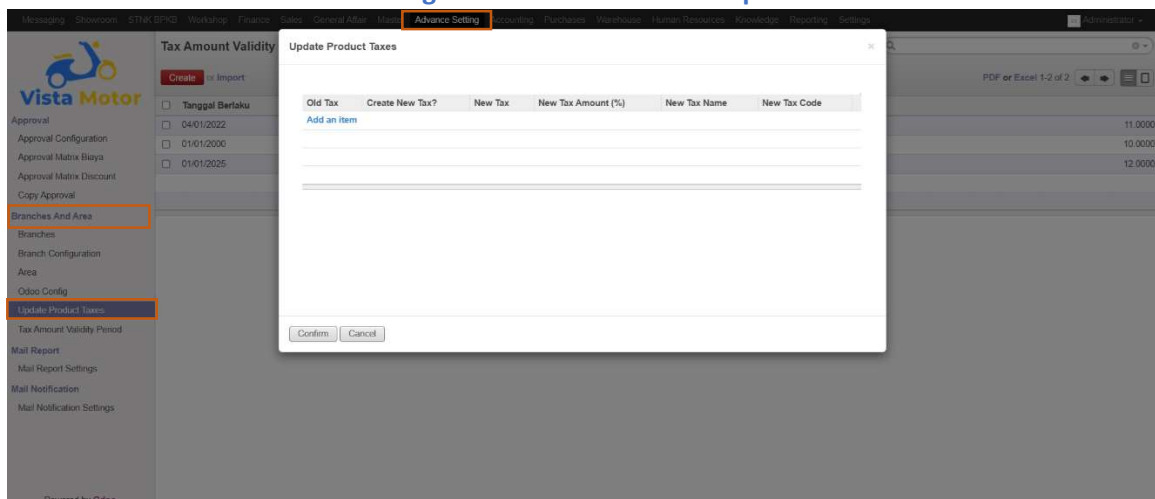 Messaging Showroom STNK BPKB Workshop Finance Sales General Affair Master Advance Setting Accounting Purchases Warehouse Human Resources Knowledge Reporting Settings Administrator
Vista Motor
Tax Amount Validity
Create or Import
PDF or Excel 1-2 of 2
Tanggal Berlaku
04/01/2022 11.0000
01/01/2000 10.0000
01/01/2025 12.0000
Update Product Taxes ×
Old Tax Create New Tax? New Tax New Tax Amount (%) New Tax Name New Tax Code
Add an item
Confirm Cancel
Approval
Approval Configuration
Approval Matrix Biaya
Approval Matrix Discount
Copy Approval
Branches And Area
Branches
Branch Configuration
Area
Odoo Config
Update Product Taxes
Tax Amount Validity Period
Mail Report
Mail Report Settings
Mail Notification
Mail Notification Settings